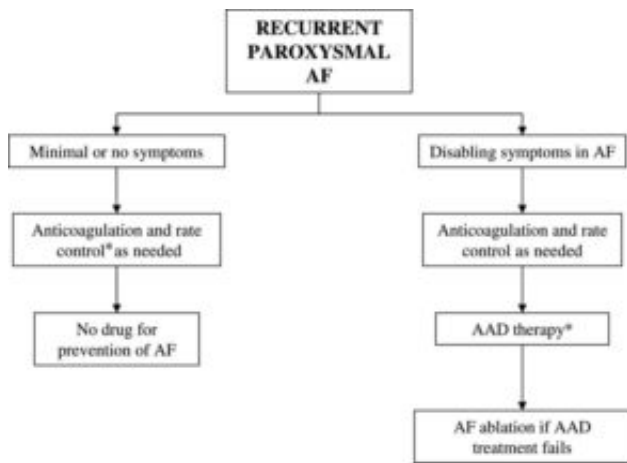 RECURRENT
PAROXYSMAL
AF
Minimal or no symptoms
Disabling symptoms in AF
Anticoagulation and rate
control* as needed
Anticoagulation and rate
control as needed
No drug for
prevention of AF
AAD therapy*
AF ablation if AAD
treatment fails